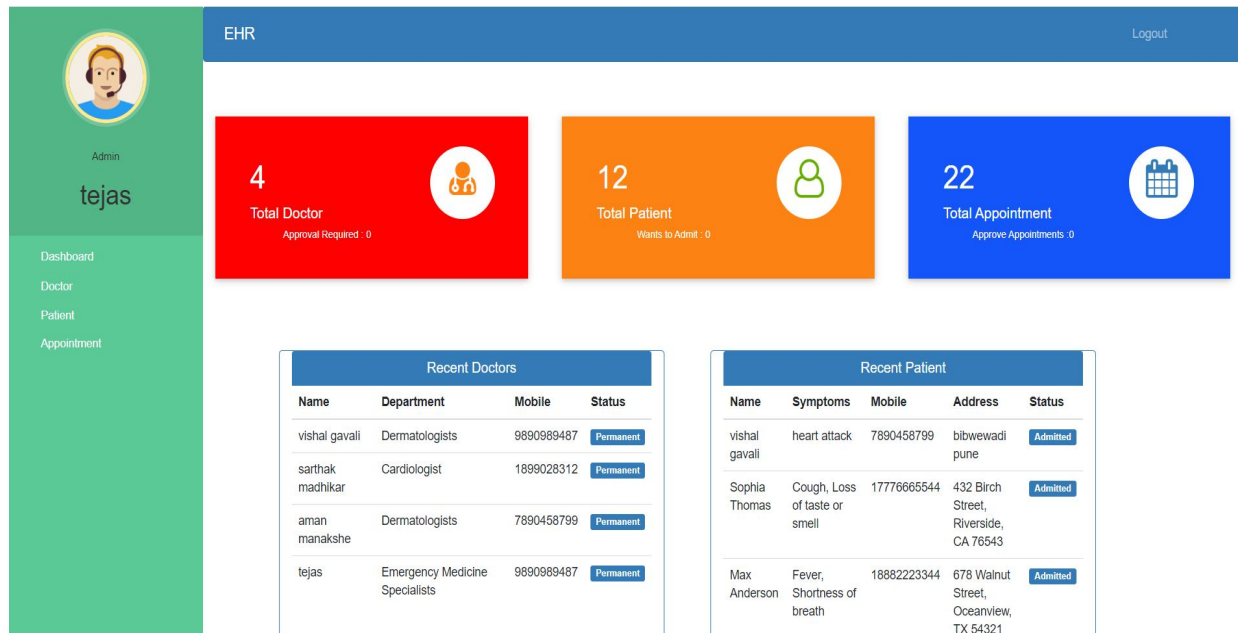 EHR
Logout
Admin
tejas
Dashboard
Doctor
Patient
Appointment
4
Total Doctor
Approval Required : 0
12
Total Patient
Wants to Admit : 0
22
Total Appointment
Approve Appointments :0
Recent Doctors
Name Department Mobile Status
vishal gavali Dermatologists 9890989487 Permanent
sarthak Cardiologist 1899028312 Permanent
madhikar
aman Dermatologists 7890458799 Permanent
manakshe
tejas Emergency Medicine 9890989487 Permanent
Specialists
Recent Patient
Name Symptoms Mobile Address Status
vishal heart attack 7890458799 bibwewadi Admitted
gavali pune
Sophia Cough, Loss 17776665544 432 Birch Admitted
Thomas of taste or Street,
smell Riverside,
CA 76543
Max Fever, 18882223344 678 Walnut Admitted
Anderson Shortness of Street,
breath Oceanview,
TX 54321